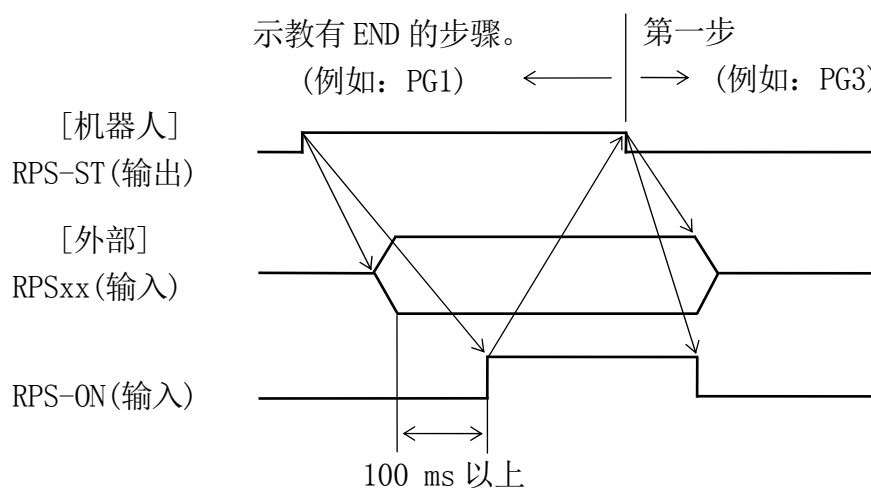 示教有 END 的步骤。
第一步
(例如：PG1)
(例如：PG3)
[机器人]
RPS-ST(输出)
[外部]
RPSxx(输入)
RPS-ON(输入)
100 ms 以上